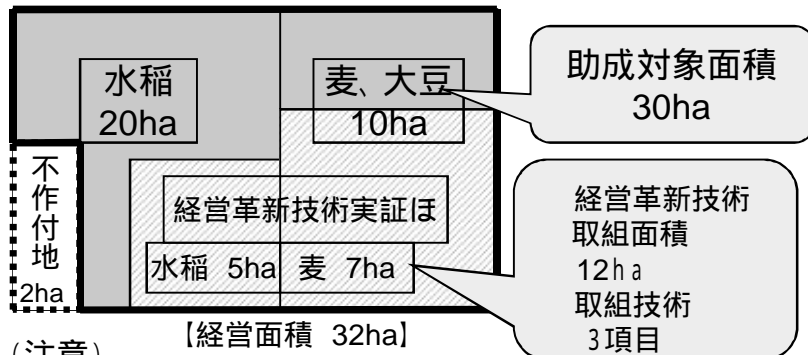 水稲
20ha
麦、大豆
10ha
助成対象面積
30ha
不作付地
2ha
経営革新技術実証ほ
水稲 5ha 麦 7ha
経営革新技術
取組面積
12ha
取組技術
3項目
【経営面積 32ha】
(注意)